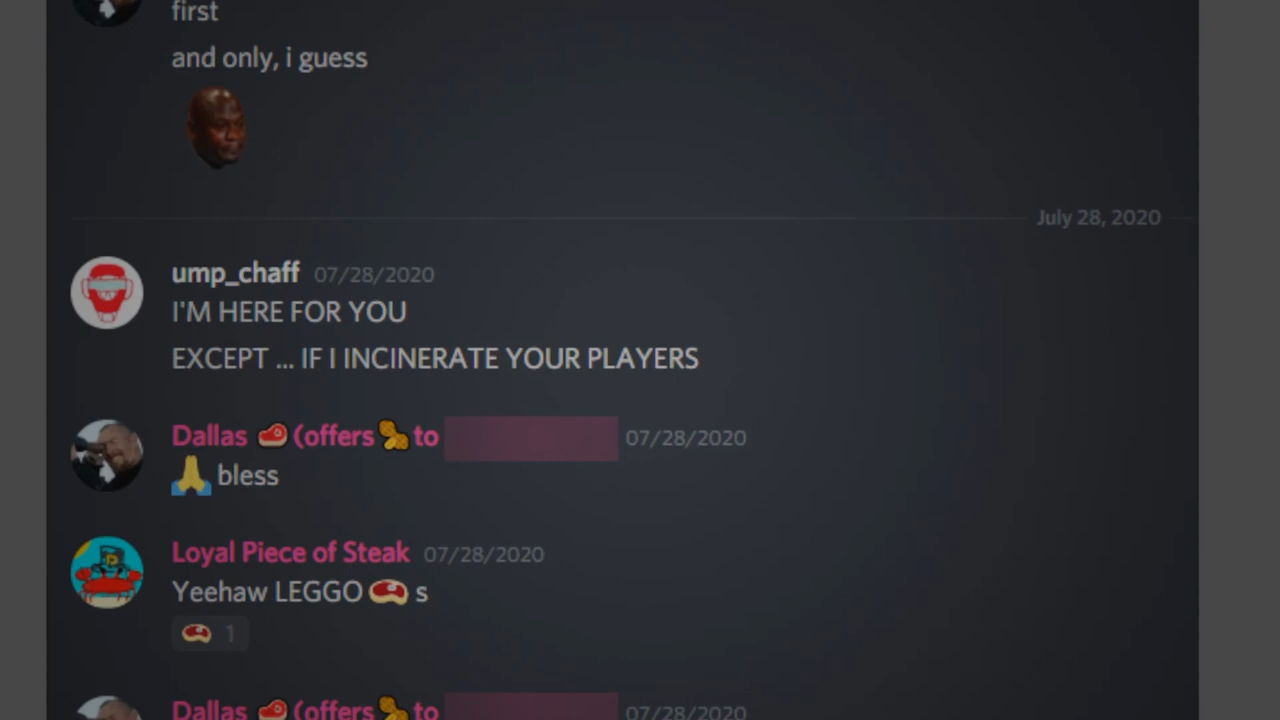 first
and only, i guess
July 28, 2020
ump_chaff 07/28/2020
I'M HERE FOR YOU
EXCEPT ... IF I INCINERATE YOUR PLAYERS
Dallas 🥩 (offers 🥜 to 07/28/2020
🙏 bless
Loyal Piece of Steak 07/28/2020
Yeehaw LEGGO 🥩 s
🥩 1
Dallas 🥩 (offers 🥜 to 07/28/2020